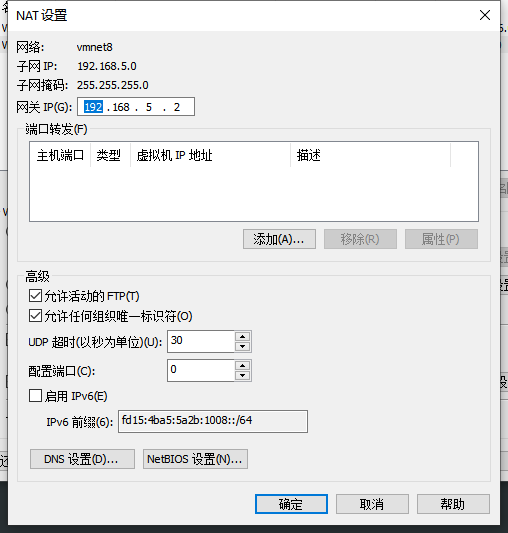 NAT 设置
网络: vmnet8
子网 IP: 192.168.5.0
子网掩码: 255.255.255.0
网关 IP(G): 192 . 168 . 5 . 2
端口转发(F)
主机端口 类型 虚拟机 IP 地址 描述
添加(A)... 移除(R) 属性(P)
高级
允许活动的 FTP(T)
允许任何组织唯一标识符(O)
UDP 超时(以秒为单位)(U): 30
配置端口(C): 0
启用 IPv6(E)
IPv6 前缀(6): fd15:4ba5:5a2b:1008::/64
DNS 设置(D)... NetBIOS 设置(N)...
确定 取消 帮助